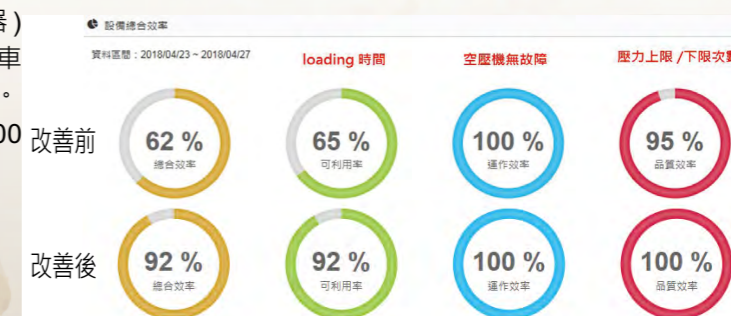 器)
車
。
00
設備總合效率
資料區間：2018/04/23 ~ 2018/04/27
loading 時間
空壓機無故障
壓力上限 /下限次數
改善前
62 %
總合效率
65 %
可利用率
100 %
運作效率
95 %
品質效率
改善後
92 %
總合效率
92 %
可利用率
100 %
運作效率
100 %
品質效率